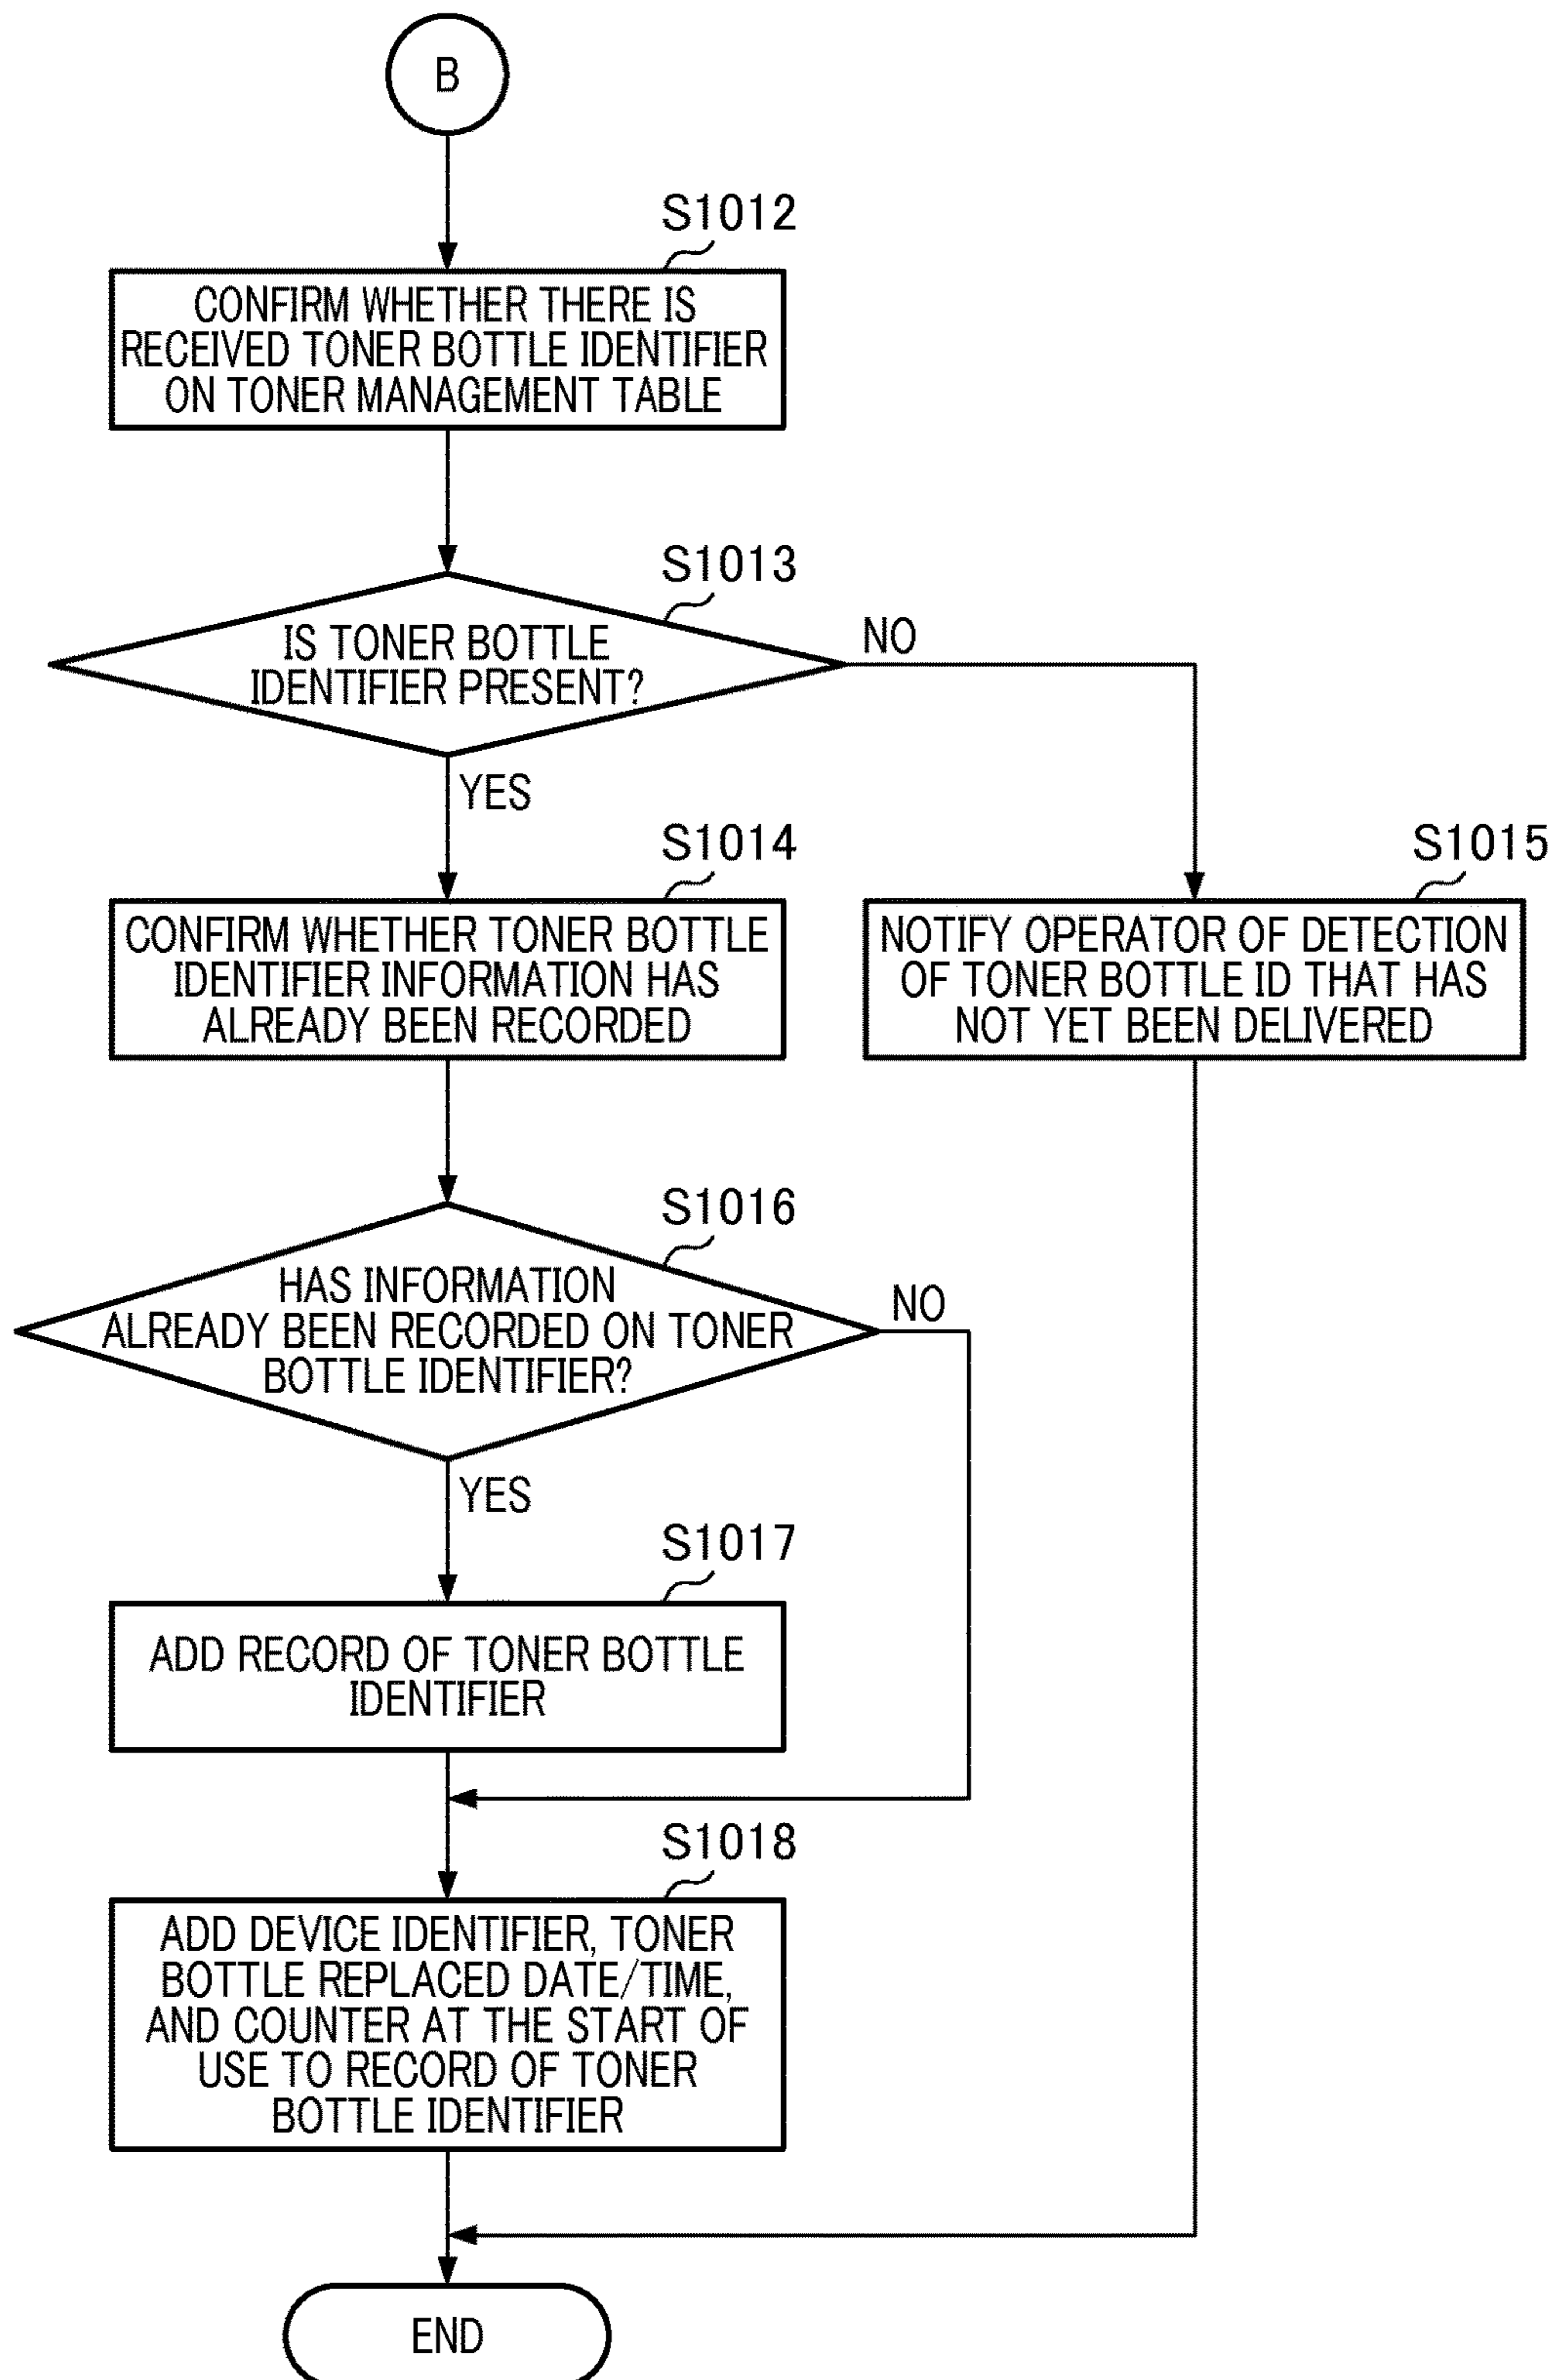 B
S1012
CONFIRM WHETHER THERE IS
RECEIVED TONER BOTTLE IDENTIFIER
ON TONER MANAGEMENT TABLE
S1013
IS TONER BOTTLE
IDENTIFIER PRESENT?
NO
YES
S1014
CONFIRM WHETHER TONER BOTTLE
IDENTIFIER INFORMATION HAS
ALREADY BEEN RECORDED
S1015
NOTIFY OPERATOR OF DETECTION
OF TONER BOTTLE ID THAT HAS
NOT YET BEEN DELIVERED
S1016
HAS INFORMATION
ALREADY BEEN RECORDED ON TONER
BOTTLE IDENTIFIER?
NO
YES
S1017
ADD RECORD OF TONER BOTTLE
IDENTIFIER
S1018
ADD DEVICE IDENTIFIER, TONER
BOTTLE REPLACED DATE/TIME,
AND COUNTER AT THE START OF
USE TO RECORD OF TONER
BOTTLE IDENTIFIER
END